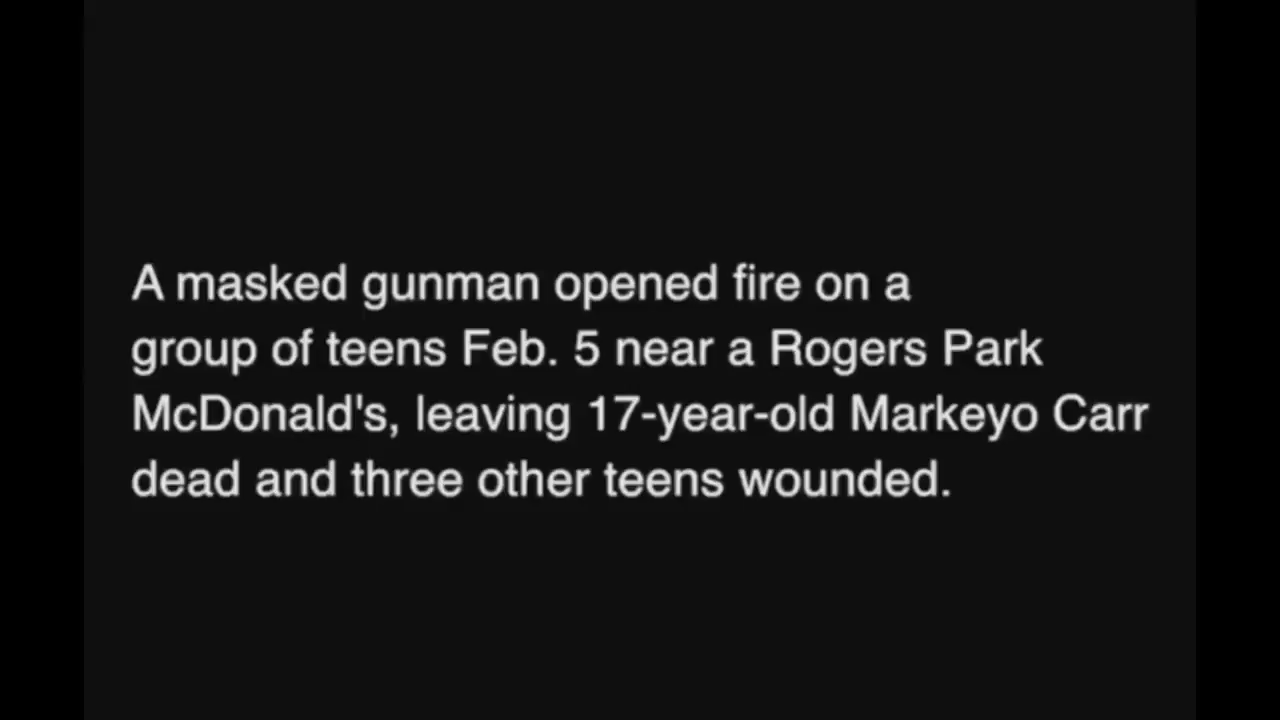 A masked gunman opened fire on a
group of teens Feb. 5 near a Rogers Park
McDonald's, leaving 17-year-old Markeyo Carr
dead and three other teens wounded.